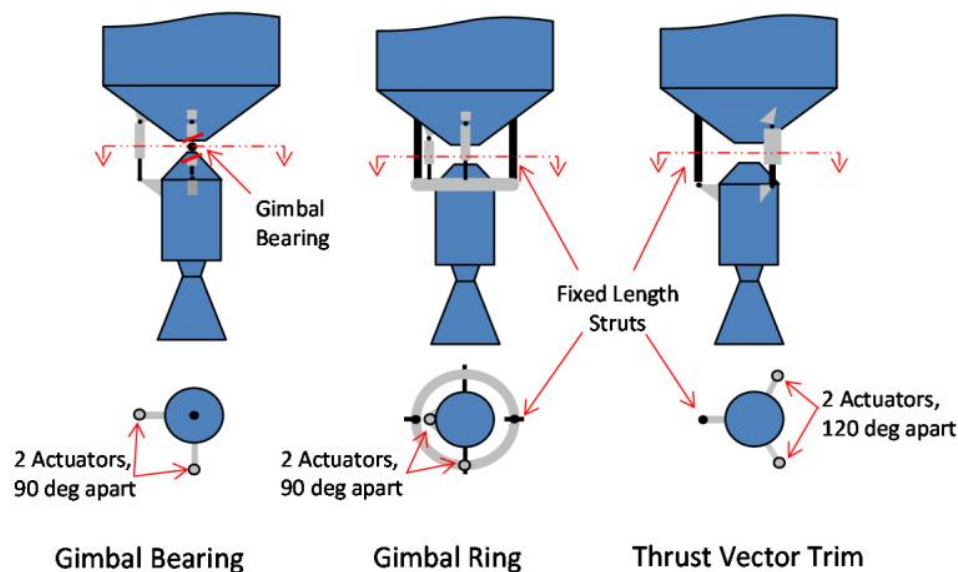 Gimbal
Bearing
Fixed Length
Struts
2 Actuators,
90 deg apart
2 Actuators,
90 deg apart
2 Actuators,
120 deg apart
Gimbal Bearing
Gimbal Ring
Thrust Vector Trim